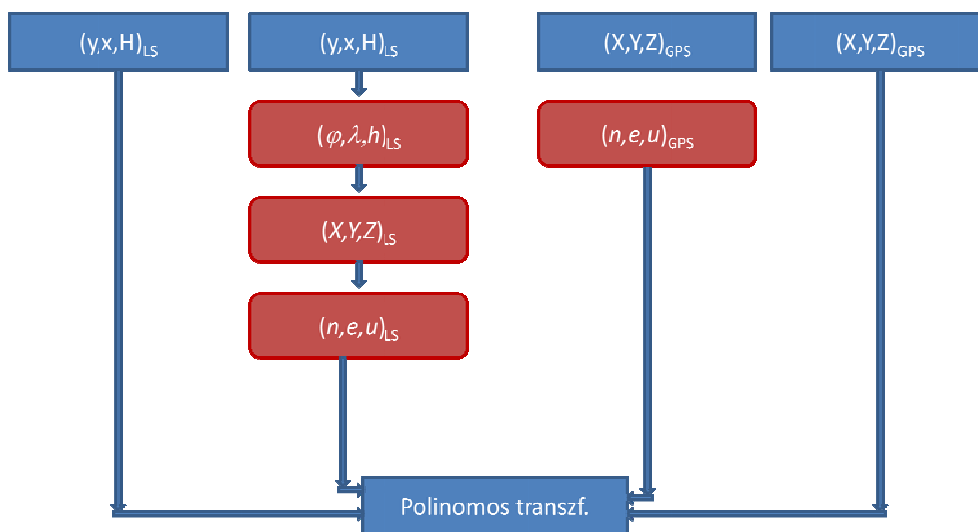 (y,x,H)LS
(y,x,H)LS
(X,Y,Z)GPS
(X,Y,Z)GPS
(φ,λ,h)LS
(n,e,u)GPS
(X,Y,Z)LS
(n,e,u)LS
Polinomos transzf.